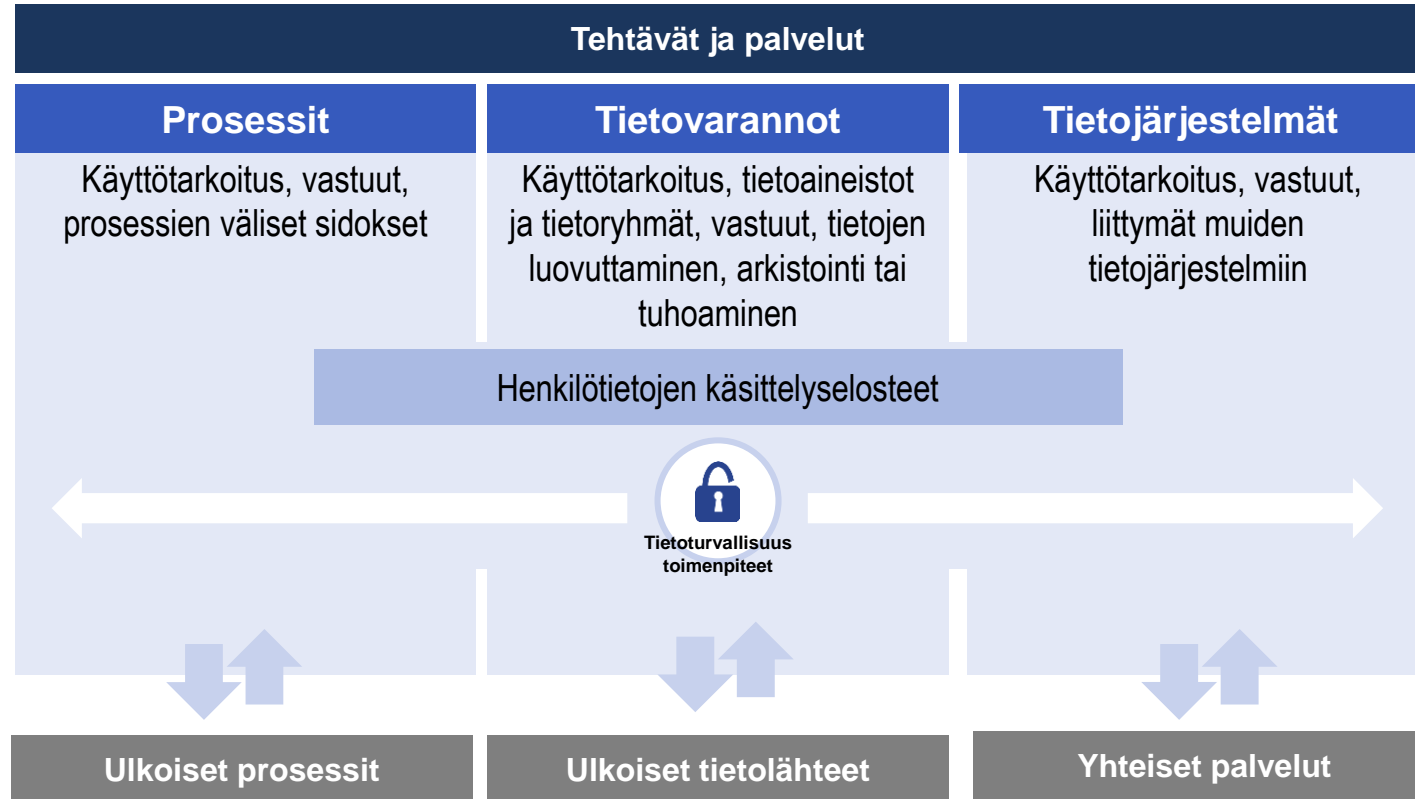 Tehtävät ja palvelut
Prosessit
Käyttötarkoitus, vastuut,
prosessien väliset sidokset
Tietovarannot
Käyttötarkoitus, tietoaineistot
ja tietoryhmät, vastuut, tietojen
luovuttaminen, arkistointi tai
tuhoaminen
Tietojärjestelmät
Käyttötarkoitus, vastuut,
liittymät muiden
tietojärjestelmiin
Henkilötietojen käsittelyselosteet
Tietoturvallisuus
toimenpiteet
Ulkoiset prosessit
Ulkoiset tietolähteet
Yhteiset palvelut